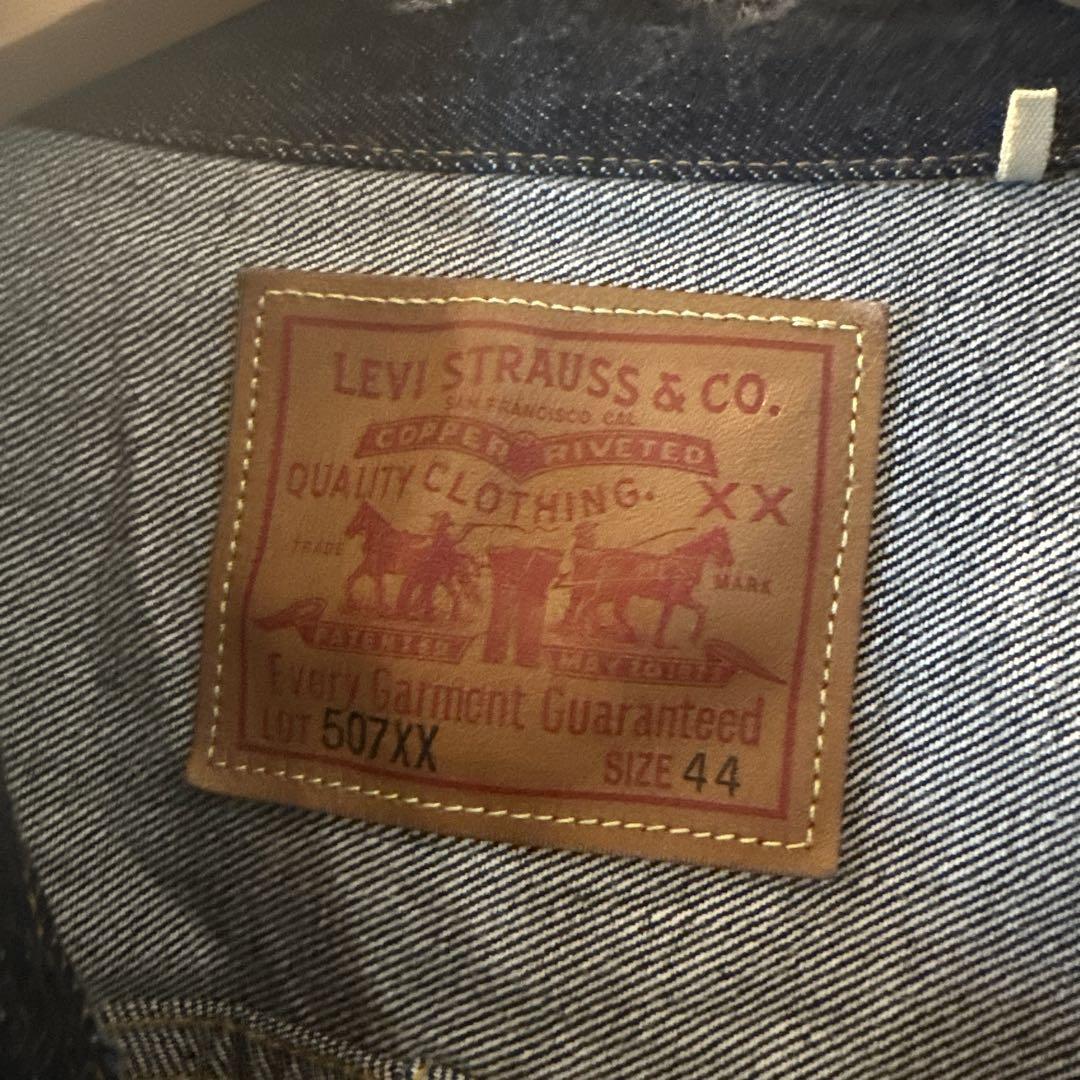 LEVI STRAUSS & CO.
SAN FRANCISCO CAL
COPPER RIVETED
QUALITY CLOTHING. XX
TRADE MARK
PATENTED MAY 20 1873
Every Garment Guaranteed
LOT 507XX SIZE 44